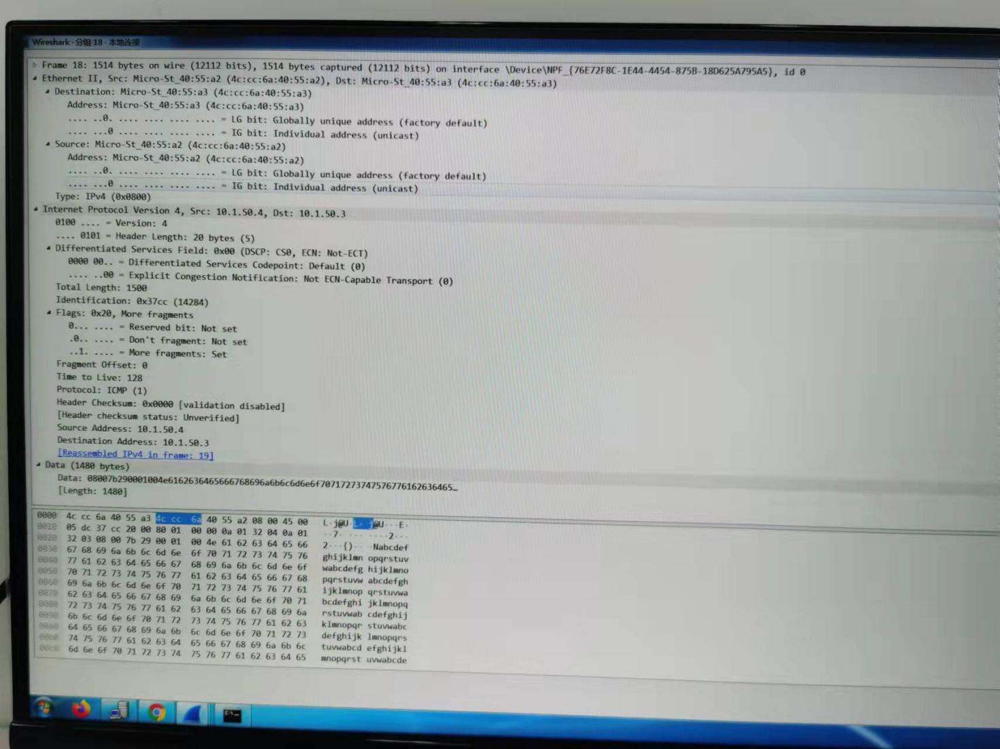 Wireshark · 分组 18 · 本地连接
Frame 18: 1514 bytes on wire (12112 bits), 1514 bytes captured (12112 bits) on interface \Device\NPF_{76E72F8C-1E44-4454-875B-18D625A795A5}, id 0
Ethernet II, Src: Micro-St_40:55:a2 (4c:cc:6a:40:55:a2), Dst: Micro-St_40:55:a3 (4c:cc:6a:40:55:a3)
Destination: Micro-St_40:55:a3 (4c:cc:6a:40:55:a3)
Address: Micro-St_40:55:a3 (4c:cc:6a:40:55:a3)
.... ..0. .... .... .... .... = LG bit: Globally unique address (factory default)
.... ...0 .... .... .... .... = IG bit: Individual address (unicast)
Source: Micro-St_40:55:a2 (4c:cc:6a:40:55:a2)
Address: Micro-St_40:55:a2 (4c:cc:6a:40:55:a2)
.... ..0. .... .... .... .... = LG bit: Globally unique address (factory default)
.... ...0 .... .... .... .... = IG bit: Individual address (unicast)
Type: IPv4 (0x0800)
Internet Protocol Version 4, Src: 10.1.50.4, Dst: 10.1.50.3
0100 .... = Version: 4
.... 0101 = Header Length: 20 bytes (5)
Differentiated Services Field: 0x00 (DSCP: CS0, ECN: Not-ECT)
0000 00.. = Differentiated Services Codepoint: Default (0)
.... ..00 = Explicit Congestion Notification: Not ECN-Capable Transport (0)
Total Length: 1500
Identification: 0x37cc (14284)
Flags: 0x20, More fragments
0... .... = Reserved bit: Not set
.0.. .... = Don't fragment: Not set
..1. .... = More fragments: Set
Fragment Offset: 0
Time to Live: 128
Protocol: ICMP (1)
Header Checksum: 0x0000 [validation disabled]
[Header checksum status: Unverified]
Source Address: 10.1.50.4
Destination Address: 10.1.50.3
[Reassembled IPv4 in frame: 19]
Data (1480 bytes)
Data: 08007b290001004e6162636465666768696a6b6c6d6e6f7071727374757677616263646​5…
[Length: 1480]
0000 4c cc 6a 40 55 a3 4c cc 6a 40 55 a2 08 00 45 00 L·j@U·L· j@U···E·
0010 05 dc 37 cc 20 00 80 01 00 00 0a 01 32 04 0a 01 ··7· ··· ····2···
0020 32 03 08 00 7b 29 00 01 00 4e 61 62 63 64 65 66 2···{)·· ·Nabcdef
0030 67 68 69 6a 6b 6c 6d 6e 6f 70 71 72 73 74 75 76 ghijklmn opqrstuv
0040 77 61 62 63 64 65 66 67 68 69 6a 6b 6c 6d 6e 6f wabcdefg hijklmno
0050 70 71 72 73 74 75 76 77 61 62 63 64 65 66 67 68 pqrstuvw abcdefgh
0060 69 6a 6b 6c 6d 6e 6f 70 71 72 73 74 75 76 77 61 ijklmnop qrstuvwa
0070 62 63 64 65 66 67 68 69 6a 6b 6c 6d 6e 6f 70 71 bcdefghi jklmnopq
0080 72 73 74 75 76 77 61 62 63 64 65 66 67 68 69 6a rstuvwab cdefghij
0090 6b 6c 6d 6e 6f 70 71 72 73 74 75 76 77 61 62 63 klmnopqr stuvwabc
00a0 64 65 66 67 68 69 6a 6b 6c 6d 6e 6f 70 71 72 73 defghijk lmnopqrs
00b0 74 75 76 77 61 62 63 64 65 66 67 68 69 6a 6b 6c tuvwabcd efghijkl
00c0 6d 6e 6f 70 71 72 73 74 75 76 77 61 62 63 64 65 mnopqrst uvwabcde